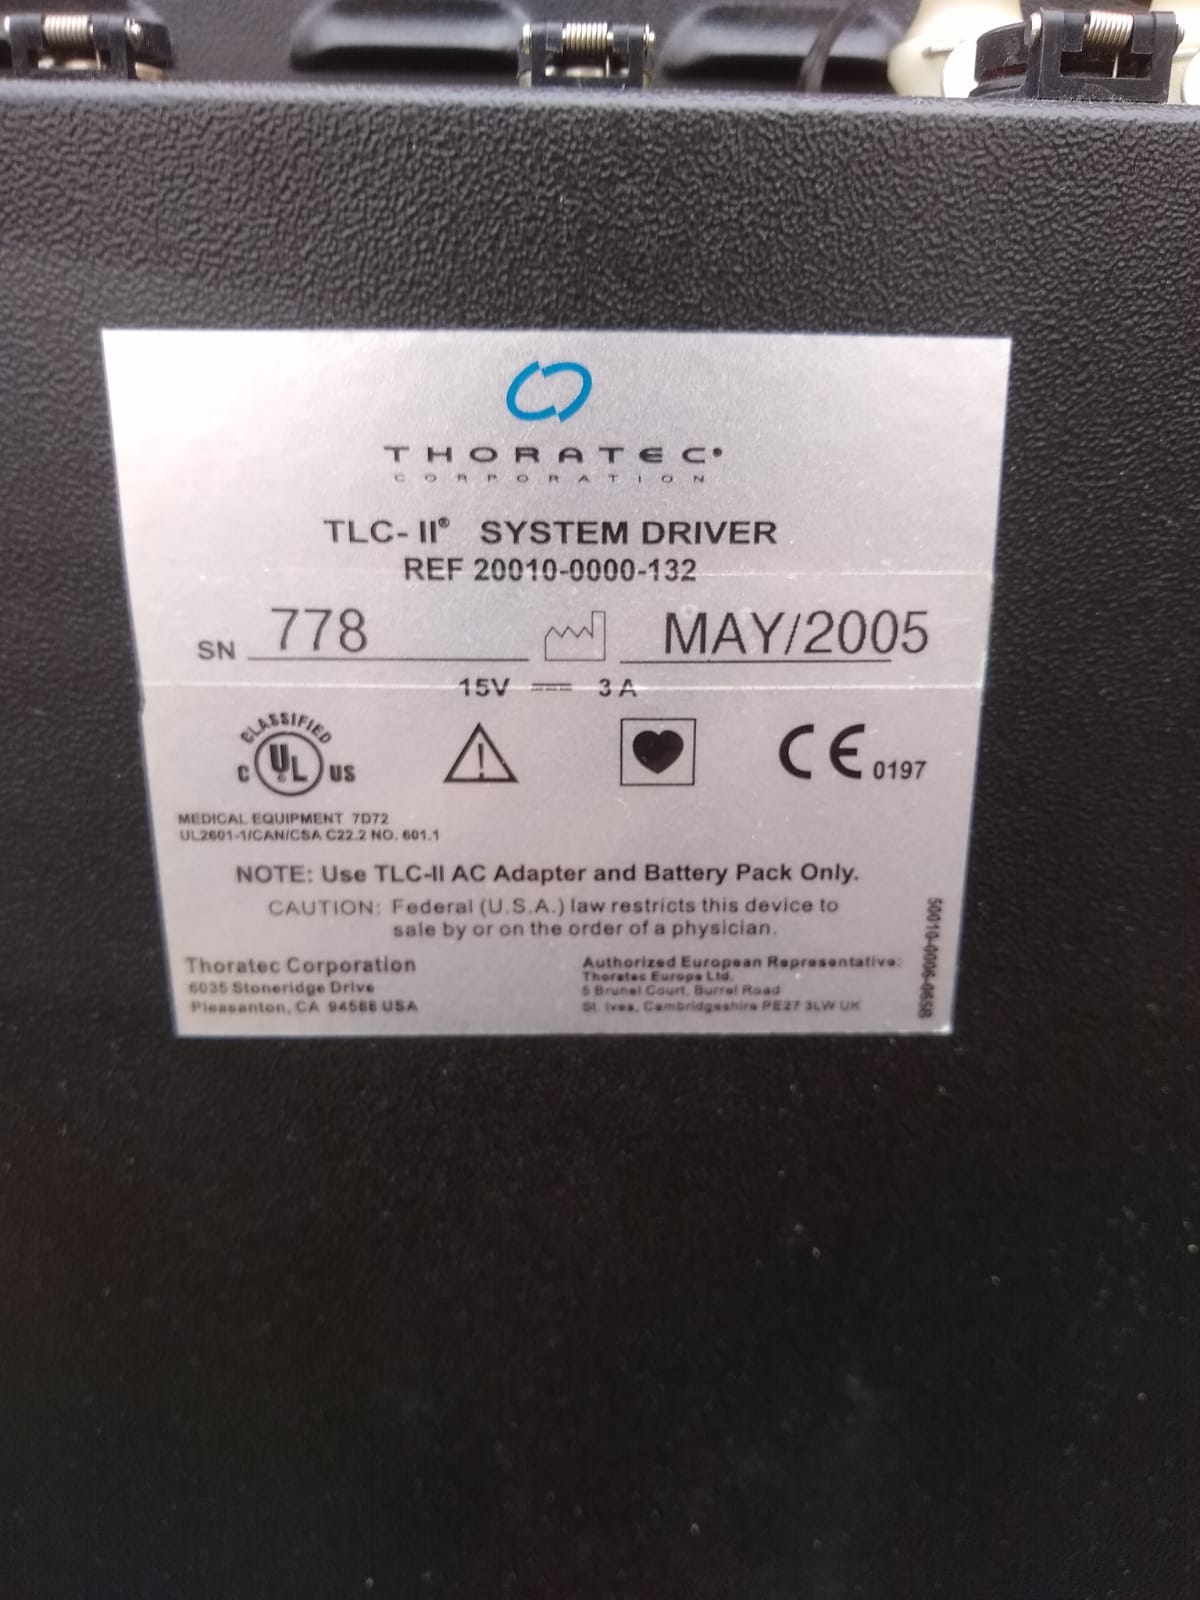 THORATEC®
CORPORATION
TLC-II® SYSTEM DRIVER
REF 20010-0000-132
SN 778 MAY/2005
15V 3 A
CLASSIFIED
C UL® US
CE 0197
MEDICAL EQUIPMENT 7D72
UL2601-1/CAN/CSA C22.2 NO. 601.1
NOTE: Use TLC-II AC Adapter and Battery Pack Only.
CAUTION: Federal (U.S.A.) law restricts this device to
sale by or on the order of a physician.
Thoratec Corporation
6035 Stoneridge Drive
Pleasanton, CA 94588 USA
Authorized European Representative:
Thoratec Europe Ltd.
5 Brunel Court, Burrel Road
St. Ives, Cambridgeshire PE27 3LW UK